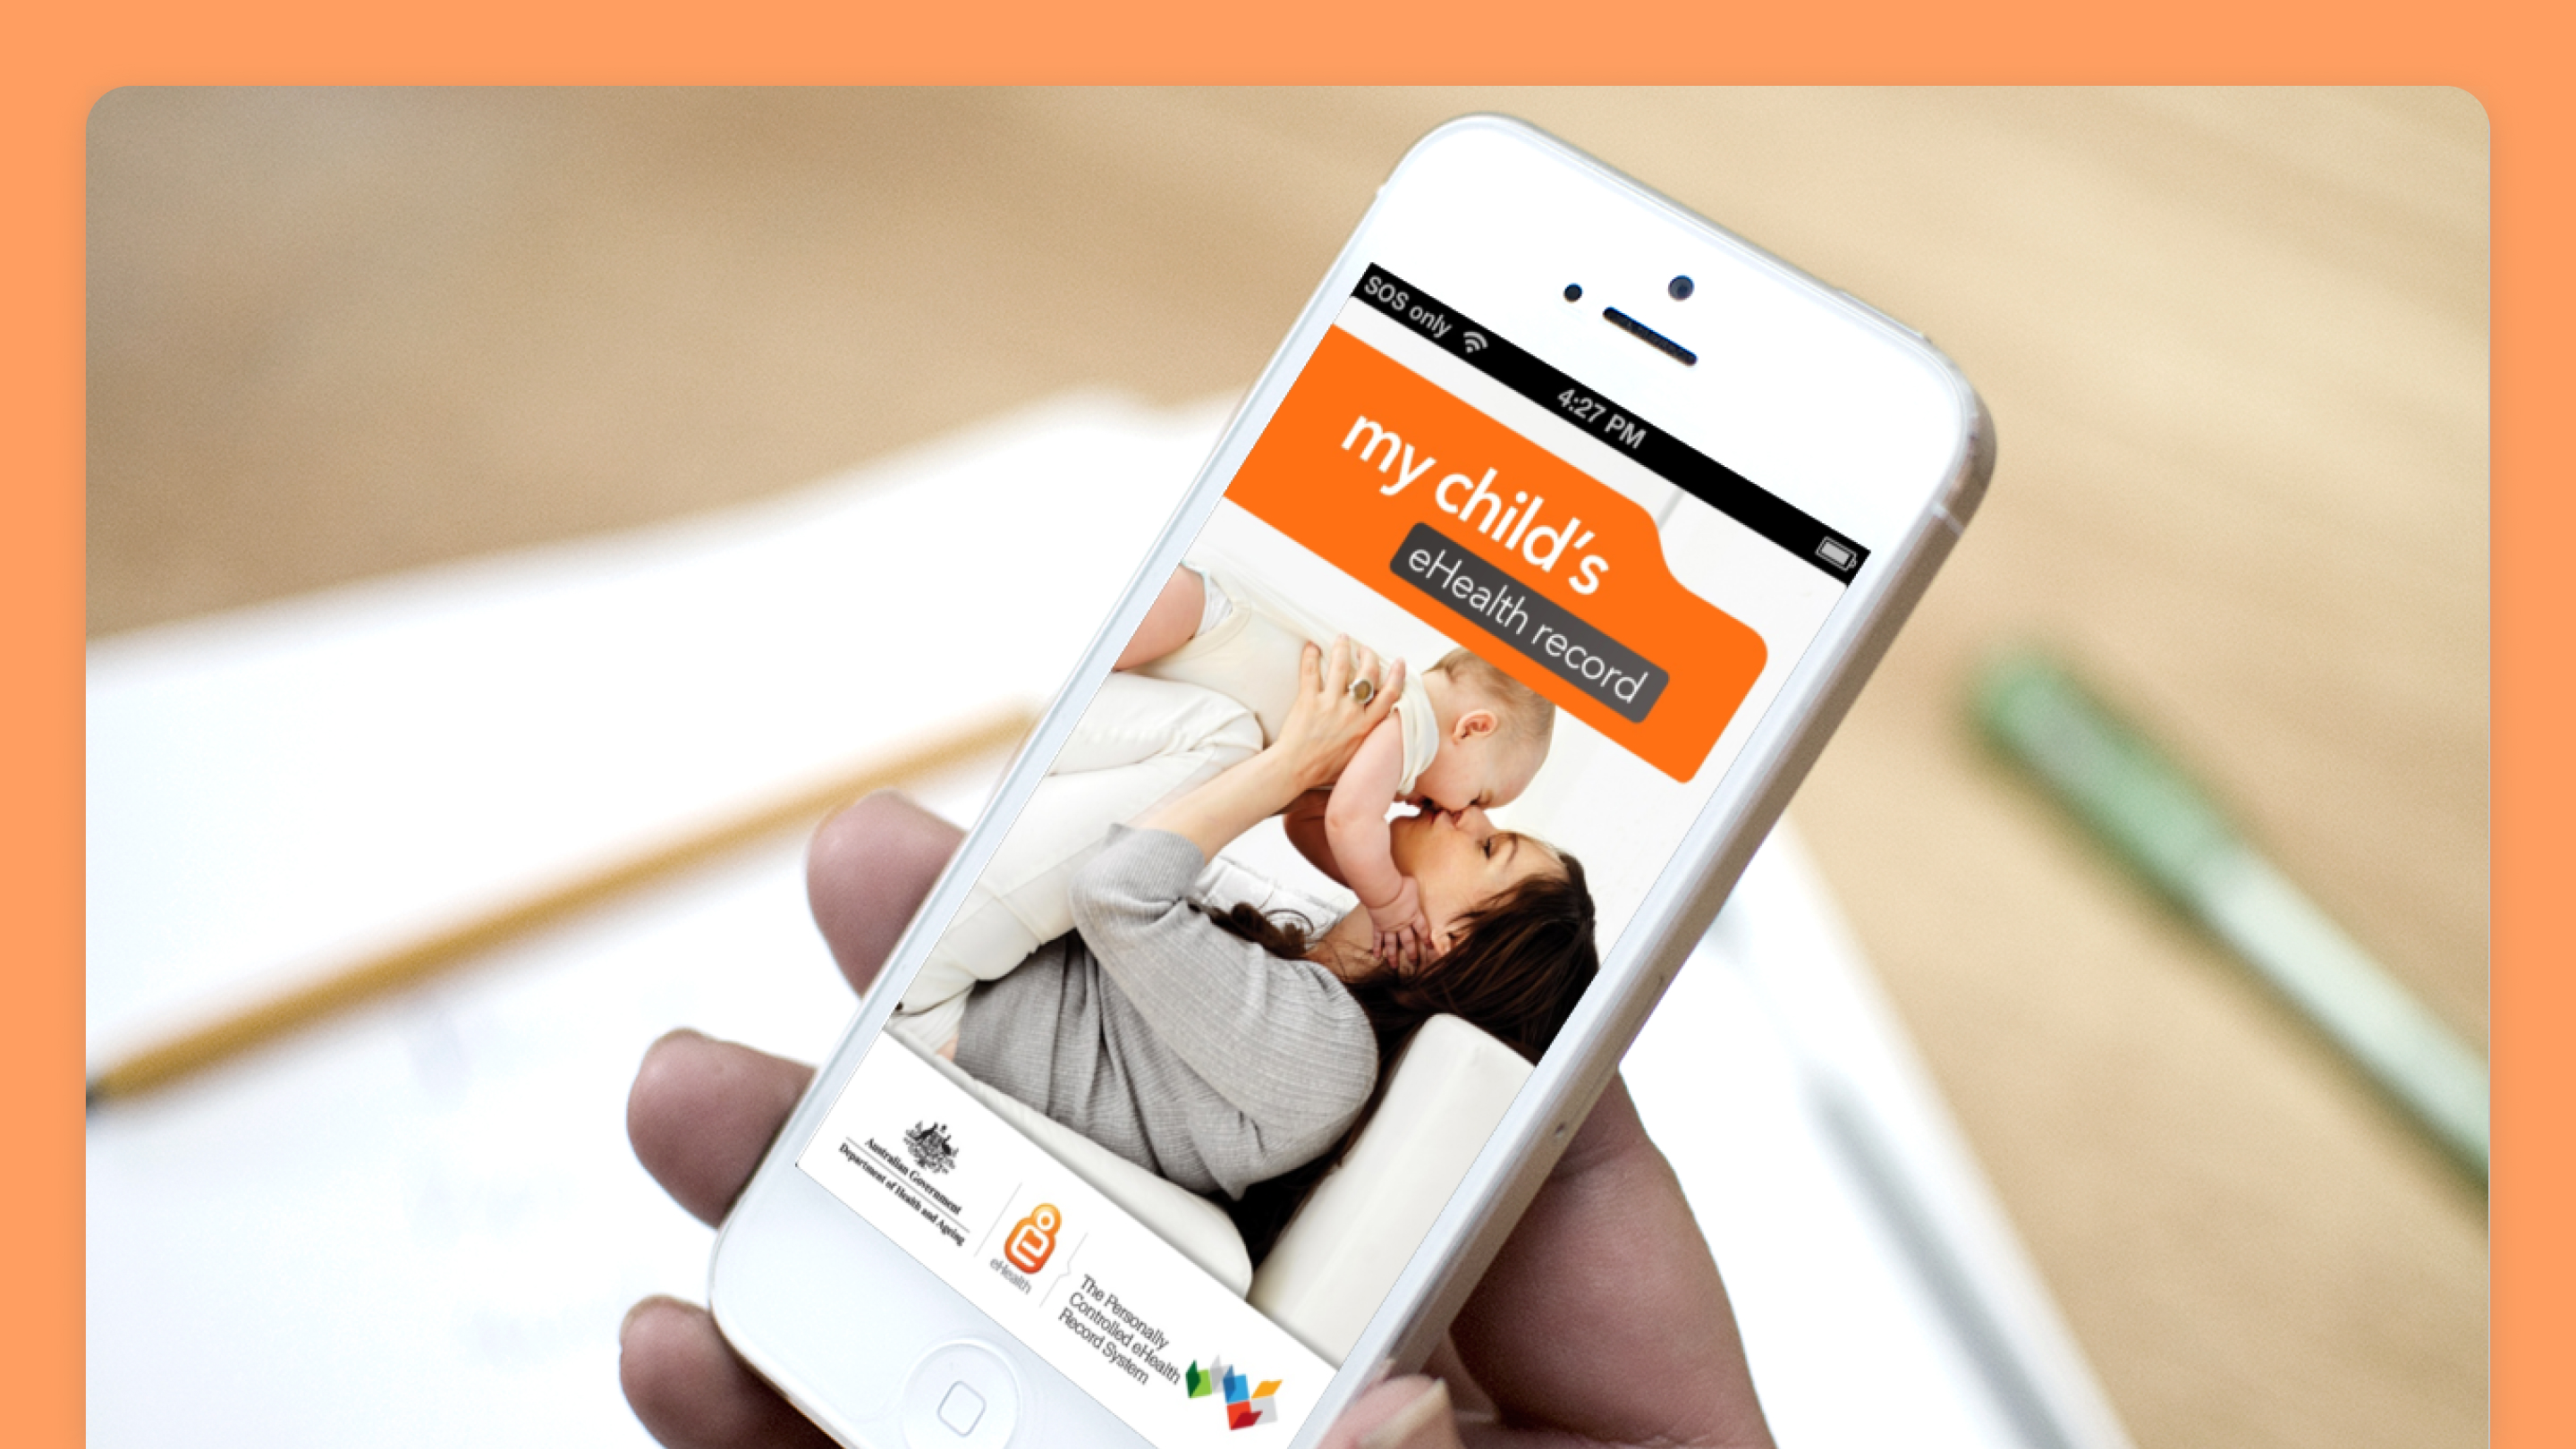 SOS only
4:27 PM
my child's
eHealth record
Australian Government
Department of Health and Ageing
eHealth
The Personally
Controlled eHealth
Record System